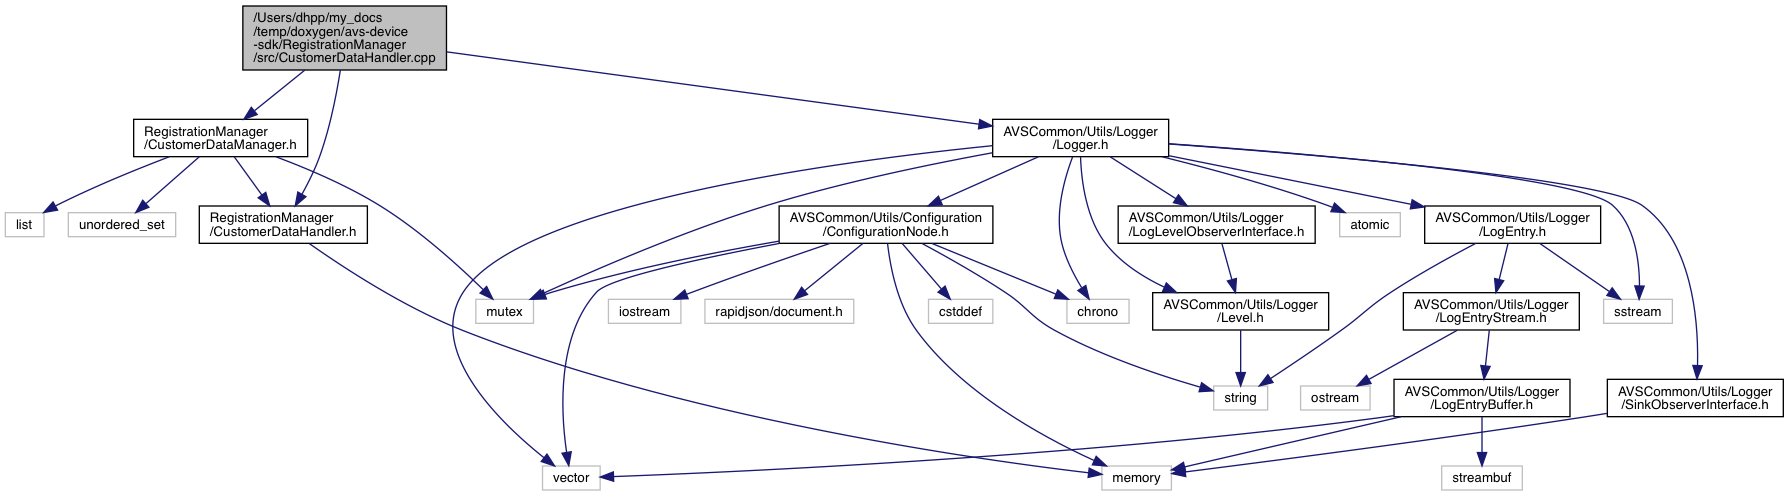 /Users/dhpp/my_docs
/temp/doxygen/avs-device
-sdk/RegistrationManager
/src/CustomerDataHandler.cpp
RegistrationManager
/CustomerDataManager.h
AVSCommon/Utils/Logger
/Logger.h
list
unordered_set
RegistrationManager
/CustomerDataHandler.h
AVSCommon/Utils/Configuration
/ConfigurationNode.h
AVSCommon/Utils/Logger
/LogLevelObserverInterface.h
atomic
AVSCommon/Utils/Logger
/LogEntry.h
mutex
iostream
rapidjson/document.h
cstddef
chrono
AVSCommon/Utils/Logger
/Level.h
AVSCommon/Utils/Logger
/LogEntryStream.h
sstream
string
ostream
AVSCommon/Utils/Logger
/LogEntryBuffer.h
AVSCommon/Utils/Logger
/SinkObserverInterface.h
vector
memory
streambuf